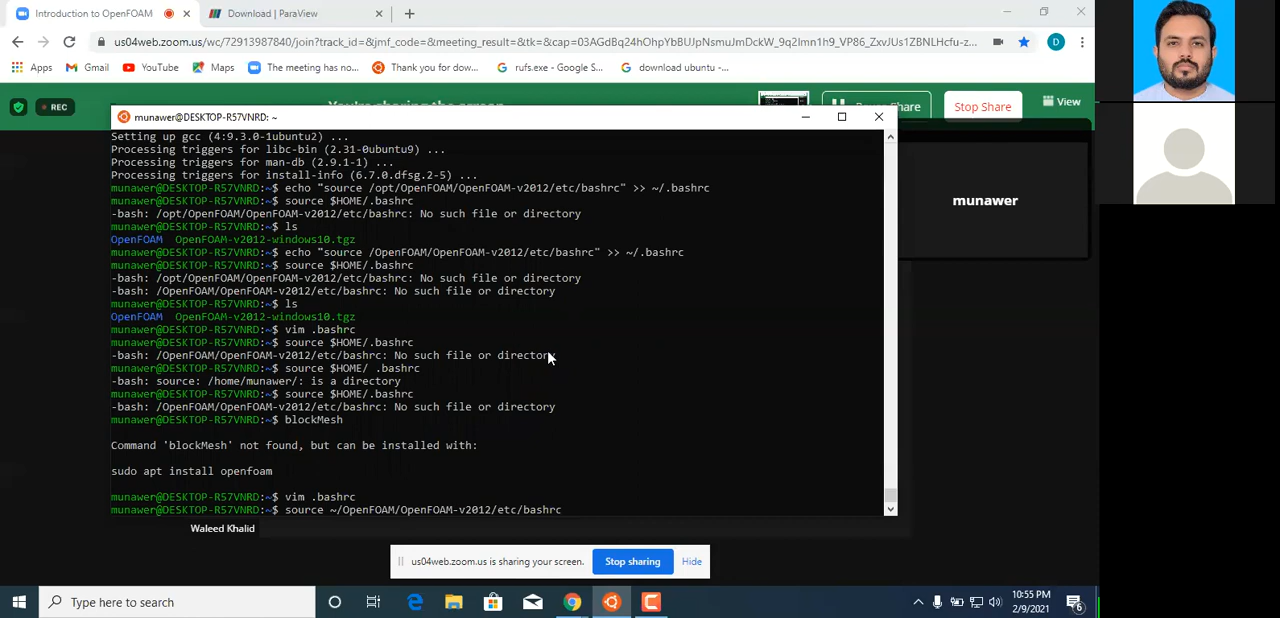 Introduction to OpenFOAM
Download | ParaView
us04web.zoom.us/wc/72913987840/join?track_id=&jmf_code=&meeting_result=&tk=&cap=03AGdBq24hOhpYbBUJpNsmuJmDckW_9q2Imn1h9_VP86_ZxvJUs1ZBNLHcfu-z...
D
Apps
Gmail
YouTube
Maps
The meeting has no...
Thank you for dow...
rufs.exe - Google S...
download ubuntu -...
REC
Share
Stop Share
View
munawer@DESKTOP-R57VNRD: ~
Setting up gcc (4:9.3.0-1ubuntu2) ...
Processing triggers for libc-bin (2.31-0ubuntu9) ...
Processing triggers for man-db (2.9.1-1) ...
Processing triggers for install-info (6.7.0.dfsg.2-5) ...
munawer@DESKTOP-R57VNRD:~$ echo "source /opt/OpenFOAM/OpenFOAM-v2012/etc/bashrc" >> ~/.bashrc
munawer@DESKTOP-R57VNRD:~$ source $HOME/.bashrc
-bash: /opt/OpenFOAM/OpenFOAM-v2012/etc/bashrc: No such file or directory
munawer@DESKTOP-R57VNRD:~$ ls
OpenFOAM  OpenFOAM-v2012-windows10.tgz
munawer@DESKTOP-R57VNRD:~$ echo "source /OpenFOAM/OpenFOAM-v2012/etc/bashrc" >> ~/.bashrc
munawer@DESKTOP-R57VNRD:~$ source $HOME/.bashrc
-bash: /opt/OpenFOAM/OpenFOAM-v2012/etc/bashrc: No such file or directory
-bash: /OpenFOAM/OpenFOAM-v2012/etc/bashrc: No such file or directory
munawer@DESKTOP-R57VNRD:~$ ls
OpenFOAM  OpenFOAM-v2012-windows10.tgz
munawer@DESKTOP-R57VNRD:~$ vim .bashrc
munawer@DESKTOP-R57VNRD:~$ source $HOME/.bashrc
-bash: /OpenFOAM/OpenFOAM-v2012/etc/bashrc: No such file or directory
munawer@DESKTOP-R57VNRD:~$ source $HOME/ .bashrc
-bash: source: /home/munawer/: is a directory
munawer@DESKTOP-R57VNRD:~$ source $HOME/.bashrc
-bash: /OpenFOAM/OpenFOAM-v2012/etc/bashrc: No such file or directory
munawer@DESKTOP-R57VNRD:~$ blockMesh
Command 'blockMesh' not found, but can be installed with:
sudo apt install openfoam
munawer@DESKTOP-R57VNRD:~$ vim .bashrc
munawer@DESKTOP-R57VNRD:~$ source ~/OpenFOAM/OpenFOAM-v2012/etc/bashrc
munawer
Waleed Khalid
us04web.zoom.us is sharing your screen.
Stop sharing
Hide
Type here to search
10:55 PM
2/9/2021
6